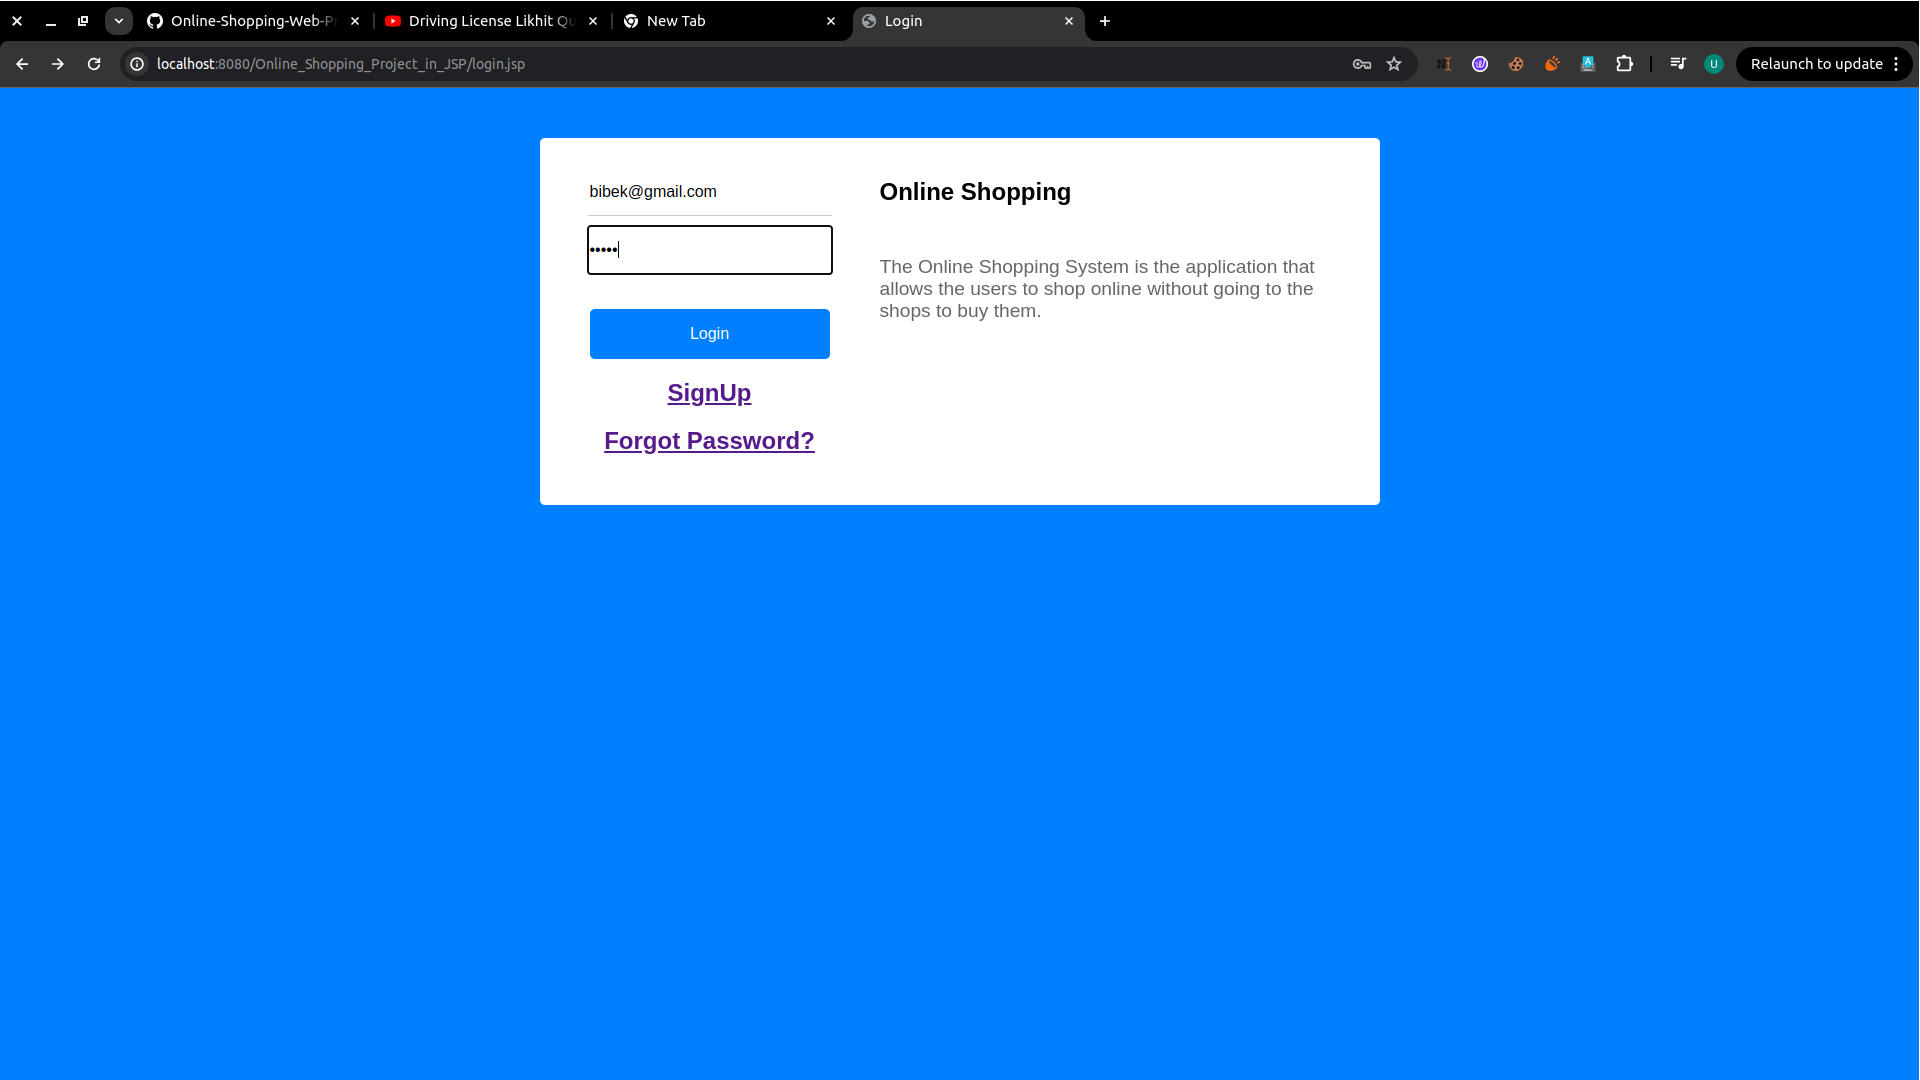 Online-Shopping-Web-Pr
Driving License Likhit Qu
New Tab
Login
localhost:8080/Online_Shopping_Project_in_JSP/login.jsp
U
Relaunch to update
bibek@gmail.com
•••••
Login
SignUp
Forgot Password?
Online Shopping
The Online Shopping System is the application that
allows the users to shop online without going to the
shops to buy them.